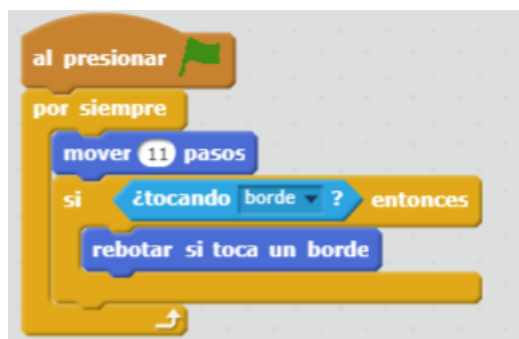 al presionar
por siempre
mover 11 pasos
si ¿tocando borde ? entonces
rebotar si toca un borde